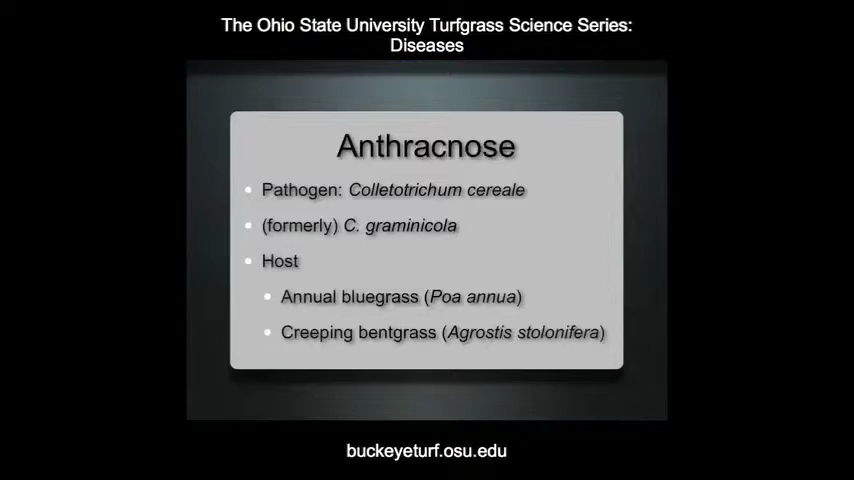 The Ohio State University Turfgrass Science Series:
Diseases
Anthracnose
Pathogen: Colletotrichum cereale
(formerly) C. graminicola
Host
Annual bluegrass (Poa annua)
Creeping bentgrass (Agrostis stolonifera)
buckeyeturf.osu.edu